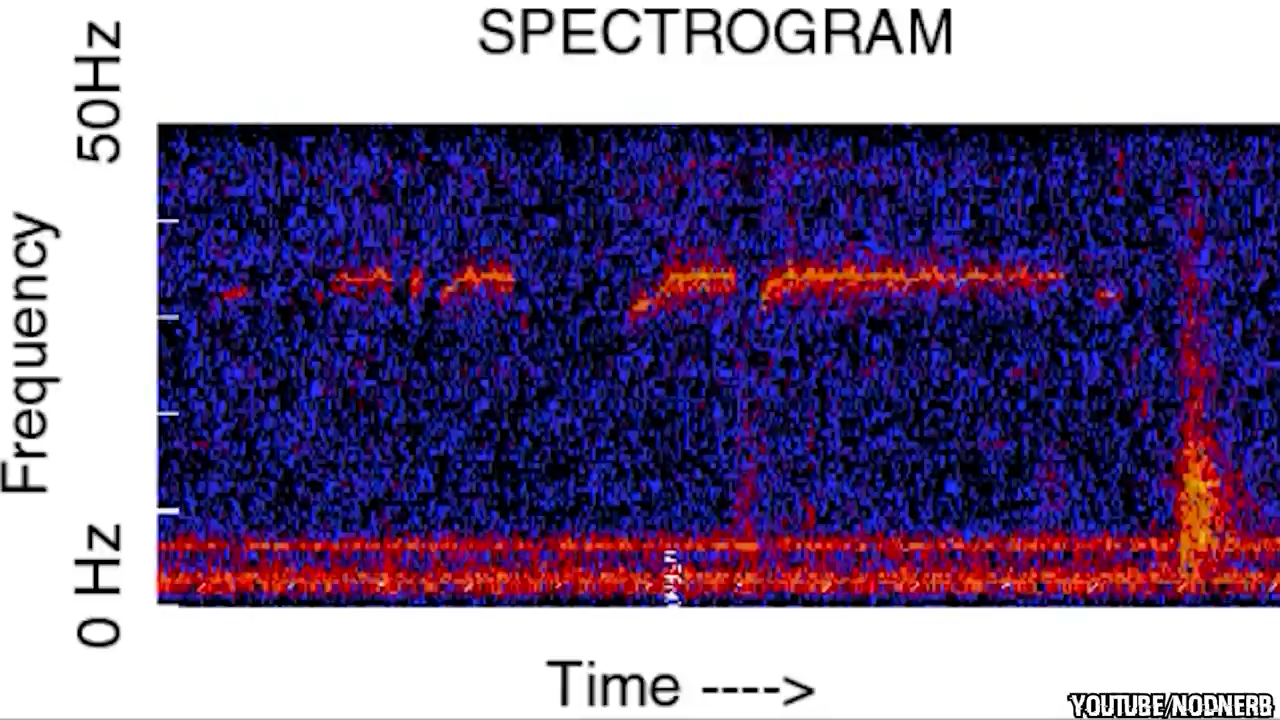 SPECTROGRAM
50Hz
Frequency
0 Hz
Time ---->
YOUTUBE/NODNERB